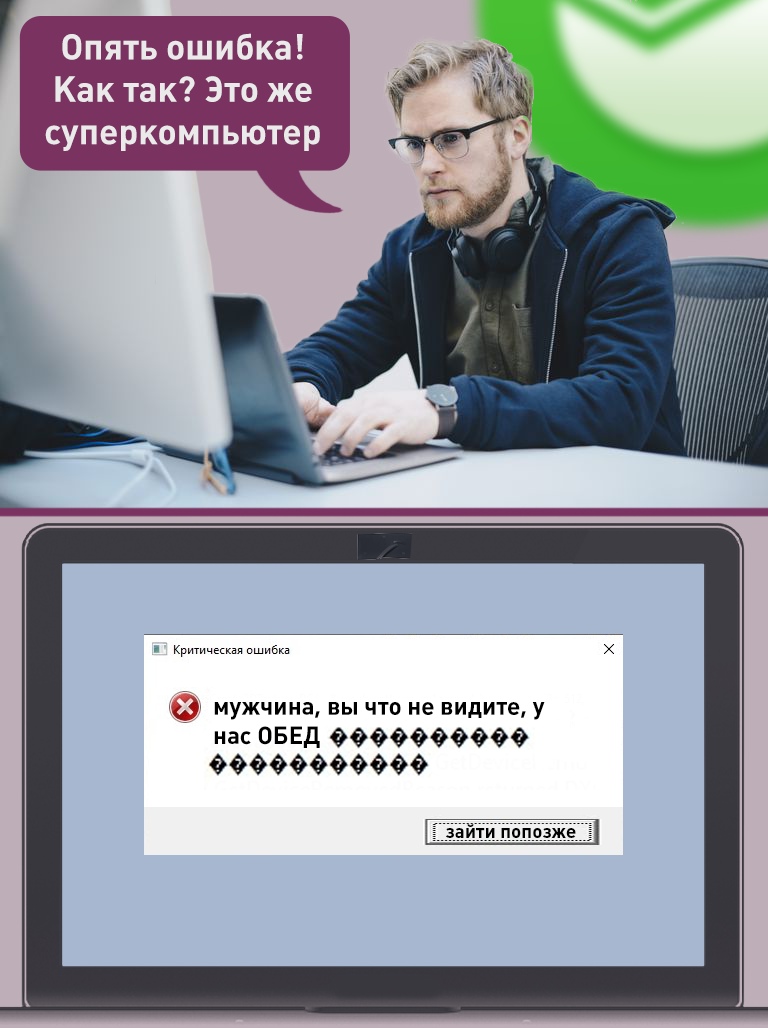 Опять ошибка!
Как так? Это же
суперкомпьютер
Критическая ошибка
мужчина, вы что не видите, у
нас ОБЕД �����������
������������
зайти попозже